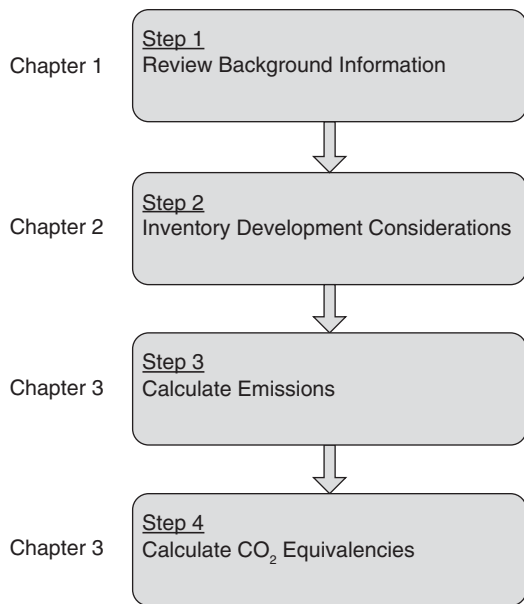 Chapter 1
Step 1
Review Background Information
Chapter 2
Step 2
Inventory Development Considerations
Chapter 3
Step 3
Calculate Emissions
Chapter 3
Step 4
Calculate CO₂ Equivalencies